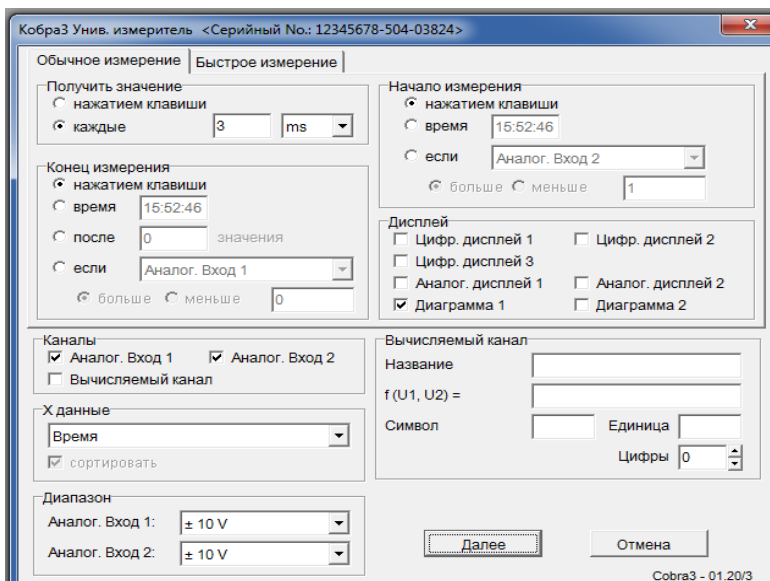 Кобра3 Унив. измеритель <Серийный No.: 12345678-504-03824>
Обычное измерение Быстрое измерение
Получить значение
нажатием клавиши
каждые 3 ms
Конец измерения
нажатием клавиши
время 15:52:46
после 0 значения
если Аналог. Вход 1
больше меньше 0
Начало измерения
нажатием клавиши
время 15:52:46
если Аналог. Вход 2
больше меньше 1
Дисплей
Цифр. дисплей 1 Цифр. дисплей 2
Цифр. дисплей 3
Аналог. дисплей 1 Аналог. дисплей 2
Диаграмма 1 Диаграмма 2
Каналы
Аналог. Вход 1 Аналог. Вход 2
Вычисляемый канал
X данные
Время
сортировать
Диапазон
Аналог. Вход 1: ± 10 V
Аналог. Вход 2: ± 10 V
Вычисляемый канал
Название
f (U1, U2) =
Символ Единица
Цифры 0
Далее Отмена
Cobra3 - 01.20/3